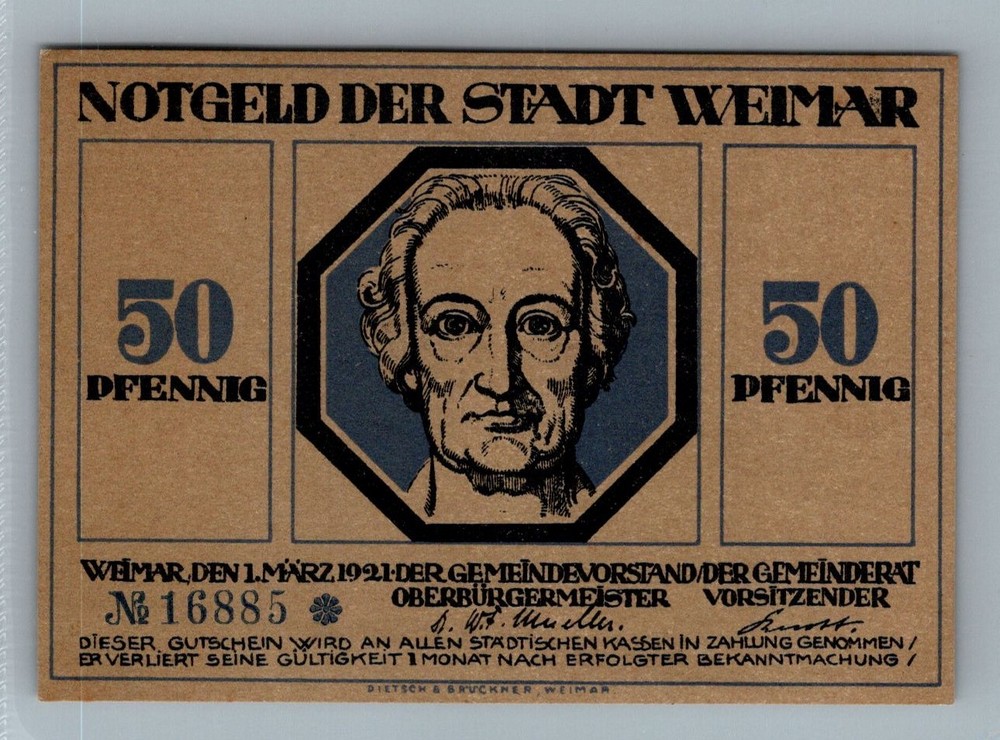 NOTGELD DER STADT WEIMAR
50
PFENNIG
50
PFENNIG
WEIMAR, DEN 1. MÄRZ 1921· DER GEMEINDEVORSTAND/DER GEMEINDERAT
OBERBÜRGERMEISTER VORSITZENDER
№ 16885
Mueller.
DIESER GUTSCHEIN WIRD AN ALLEN STÄDTISCHEN KASSEN IN ZAHLUNG GENOMMEN /
ER VERLIERT SEINE GÜLTIGKEIT 1 MONAT NACH ERFOLGTER BEKANNTMACHUNG /
DIETSCH & BRÜCKNER, WEIMAR